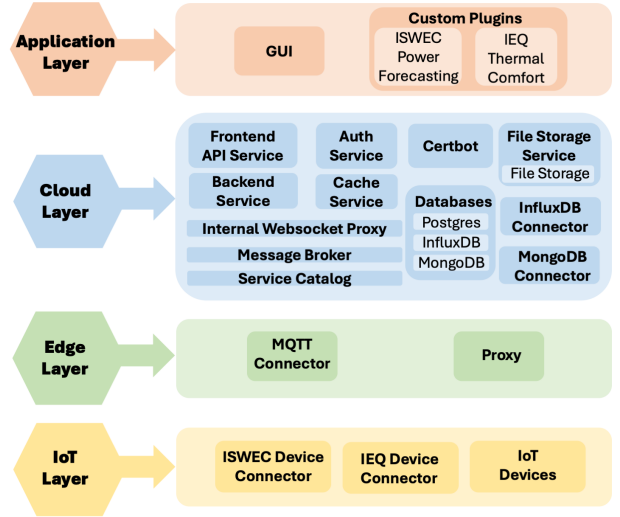 Application
Layer
GUI
Custom Plugins
ISWEC
Power
Forecasting
IEQ
Thermal
Comfort
Cloud
Layer
Frontend
API Service
Auth
Service
Certbot
File Storage
Service
File Storage
Backend
Service
Cache
Service
Databases
Postgres
InfluxDB
MongoDB
InfluxDB
Connector
MongoDB
Connector
Internal Websocket Proxy
Message Broker
Service Catalog
Edge
Layer
MQTT
Connector
Proxy
IoT
Layer
ISWEC Device
Connector
IEQ Device
Connector
IoT
Devices